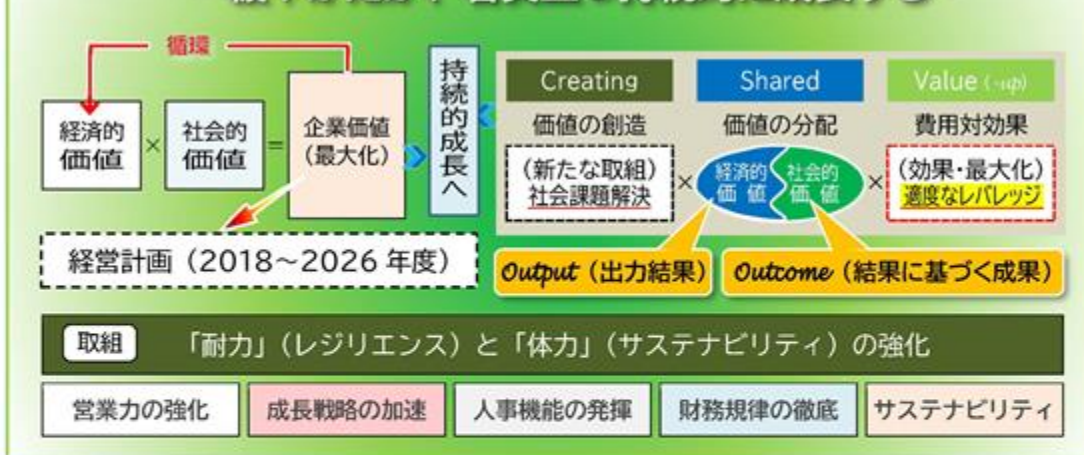 循環
経済的
価値
×
社会的
価値
=
企業価値
(最大化)
持続的成長へ
経営計画（2018～2026 年度）
Creating
Shared
Value (-up)
価値の創造
価値の分配
費用対効果
(新たな取組)
社会課題解決
×
経済的
価 値
社会的
価 値
×
(効果・最大化)
適度なレバレッジ
Output（出力結果）
Outcome（結果に基づく成果）
取組
「耐力」（レジリエンス）と「体力」（サステナビリティ）の強化
営業力の強化
成長戦略の加速
人事機能の発揮
財務規律の徹底
サステナビリティ